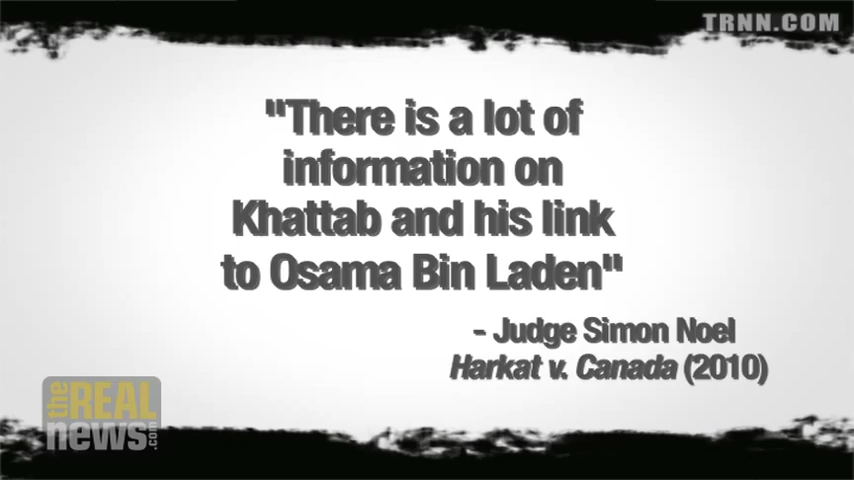 TRNN.COM
"There is a lot of
information on
Khattab and his link
to Osama Bin Laden"
- Judge Simon Noel
Harkat v. Canada (2010)
the REAL
news.com